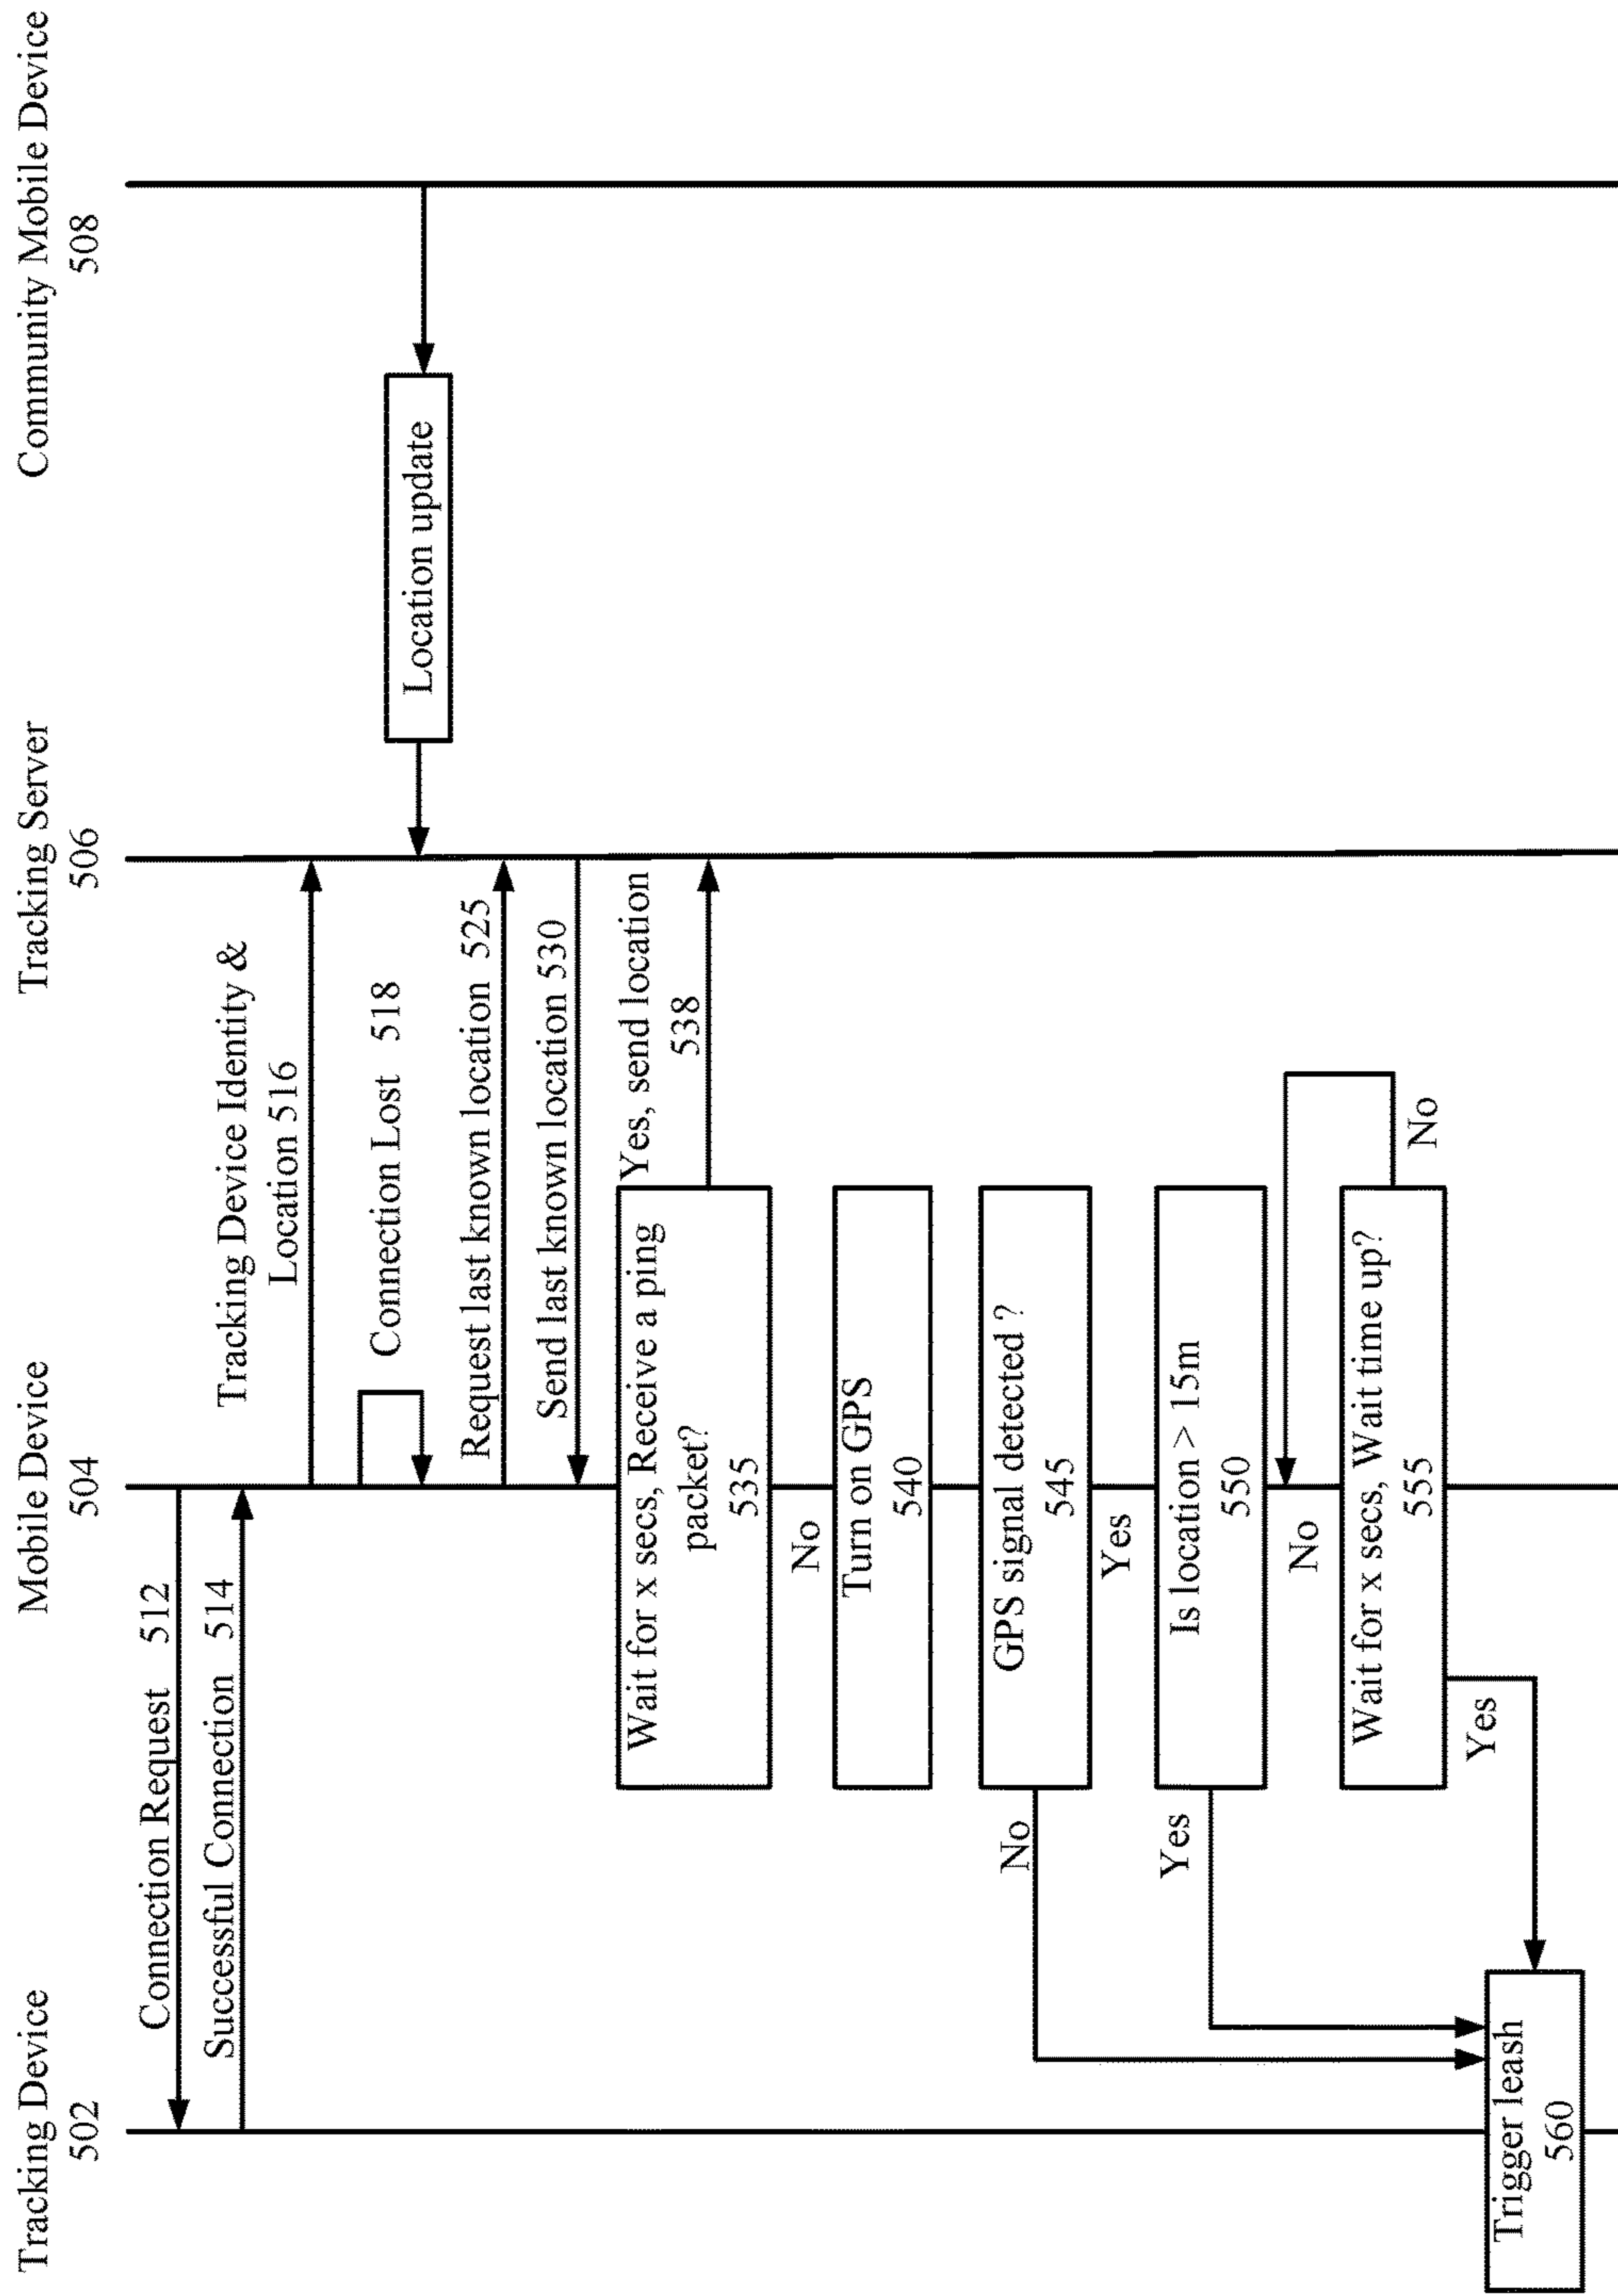 Tracking Device
502
Mobile Device
504
Tracking Server
506
Community Mobile Device
508
Connection Request 512
Successful Connection 514
Tracking Device Identity &
Location 516
Connection Lost 518
Location update
Request last known location 525
Send last known location 530
Wait for x secs, Receive a ping
packet?
535
Yes, send location
538
No
Turn on GPS
540
GPS signal detected ?
545
No
Yes
Is location > 15m
550
Yes
No
Wait for x secs, Wait time up?
555
No
Yes
Trigger leash
560